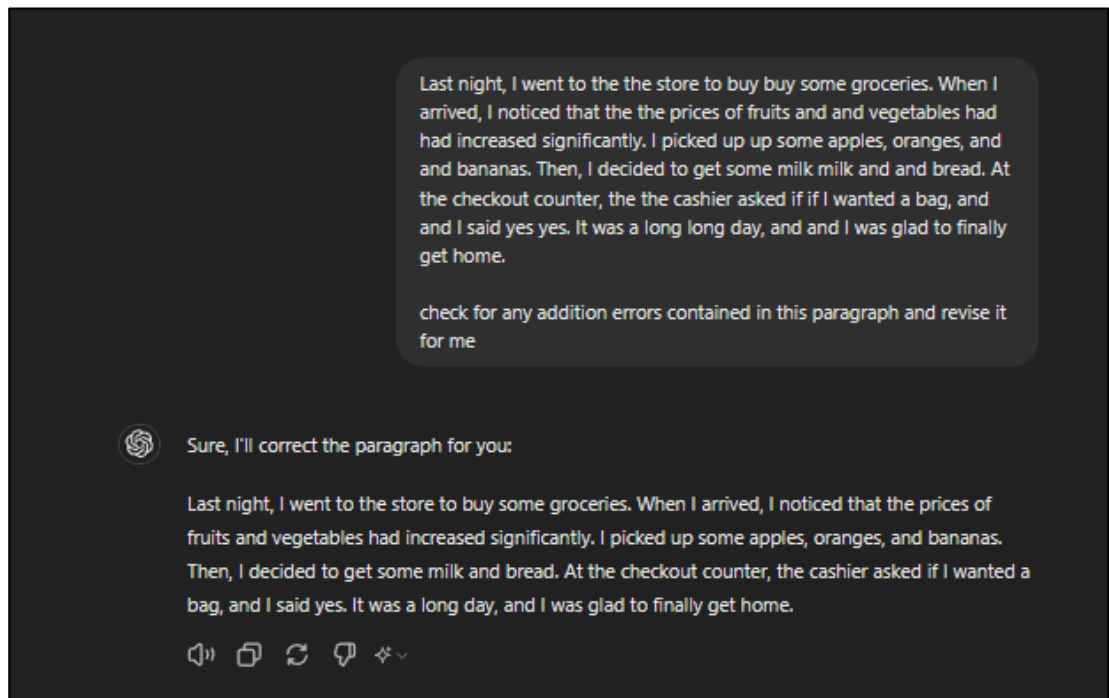 Last night, I went to the the store to buy buy some groceries. When I
arrived, I noticed that the the prices of fruits and and vegetables had
had increased significantly. I picked up up some apples, oranges, and
and bananas. Then, I decided to get some milk milk and and bread. At
the checkout counter, the the cashier asked if if I wanted a bag, and
and I said yes yes. It was a long long day, and and I was glad to finally
get home.
check for any addition errors contained in this paragraph and revise it
for me
Sure, I'll correct the paragraph for you:
Last night, I went to the store to buy some groceries. When I arrived, I noticed that the prices of
fruits and vegetables had increased significantly. I picked up some apples, oranges, and bananas.
Then, I decided to get some milk and bread. At the checkout counter, the cashier asked if I wanted a
bag, and I said yes. It was a long day, and I was glad to finally get home.